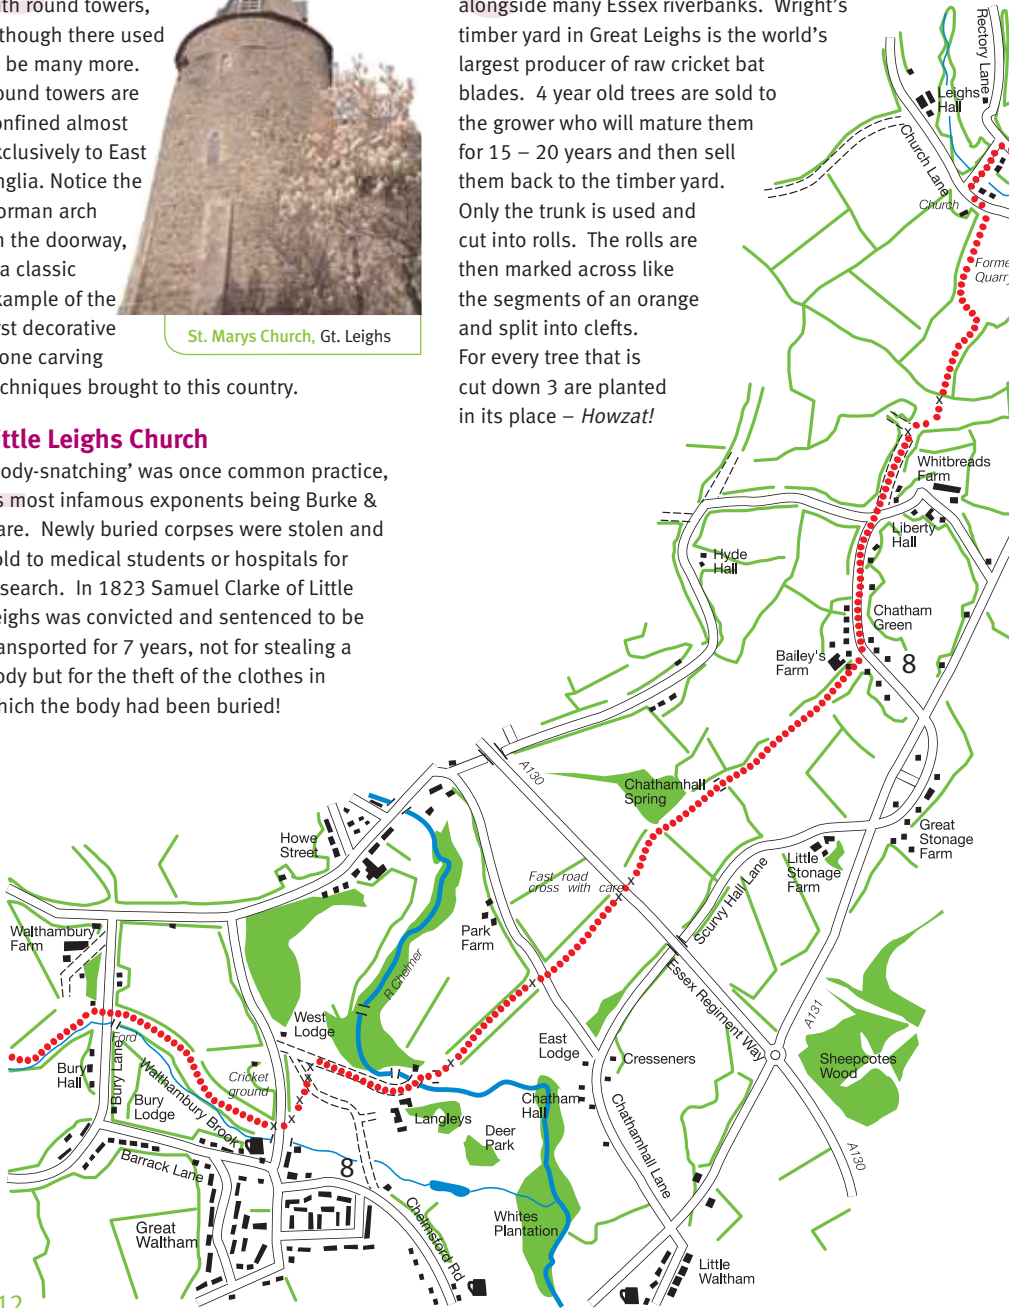 ith round towers,
though there used
be many more.
ound towers are
onfined almost
xclusively to East
nglia. Notice the
orman arch
n the doorway,
a classic
xample of the
rst decorative
one carving
chniques brought to this country.
St. Marys Church, Gt. Leighs
ittle Leighs Church
ody-snatching’ was once common practice,
s most infamous exponents being Burke &
are. Newly buried corpses were stolen and
old to medical students or hospitals for
search. In 1823 Samuel Clarke of Little
eighs was convicted and sentenced to be
ansported for 7 years, not for stealing a
ody but for the theft of the clothes in
hich the body had been buried!
alongside many Essex riverbanks. Wright’s
timber yard in Great Leighs is the world’s
largest producer of raw cricket bat
blades. 4 year old trees are sold to
the grower who will mature them
for 15 – 20 years and then sell
them back to the timber yard.
Only the trunk is used and
cut into rolls. The rolls are
then marked across like
the segments of an orange
and split into clefts.
For every tree that is
cut down 3 are planted
in its place – Howzat!
Rectory Lane
Leighs
Hall
Church Lane
Church
Forme
Quarry
x
x
Whitbreads
Farm
Liberty
Hall
Hyde
Hall
Chatham
Green
Bailey's
Farm
8
A130
Chathamhall
Spring
Great
Stonage
Farm
Little
Stonage
Farm
Scurvy Hall Lane
Howe
Street
Fast road
cross with care
x
x
Park
Farm
Walthambury
Farm
R.Chelmer
x
Essex Regiment Way
A131
West
Lodge
Ford
East
Lodge
Cresseners
Sheepcotes
Wood
Bury
Hall
Bury Lane
Walthambury Brook
Cricket
ground
x
x
x
Bury
Lodge
x
x
x
Langleys
Chatham
Hall
Deer
Park
Chathamhall Lane
A130
Barrack Lane
8
Great
Waltham
Chelmsford Rd
Whites
Plantation
Little
Waltham
12